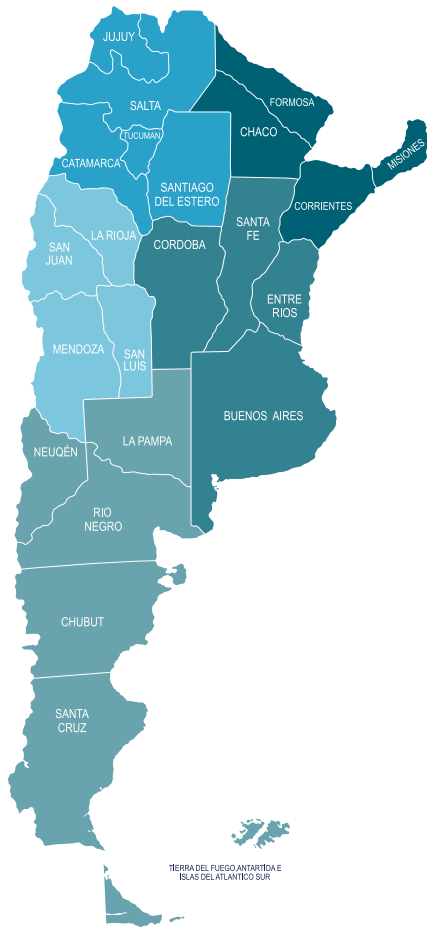 JUJUY
FORMOSA
SALTA
CHACO
TUCUMAN
MISIONES
CATAMARCA
SANTIAGO
DEL ESTERO
CORRIENTES
SANTA
FE
LA RIOJA
SAN
JUAN
CORDOBA
ENTRE
RIOS
MENDOZA
SAN
LUIS
BUENOS AIRES
LA PAMPA
NEUQÉN
RIO
NEGRO
CHUBUT
SANTA
CRUZ
TIERRA DEL FUEGO,ANTARTÍDA E
ISLAS DEL ATLANTICO SUR